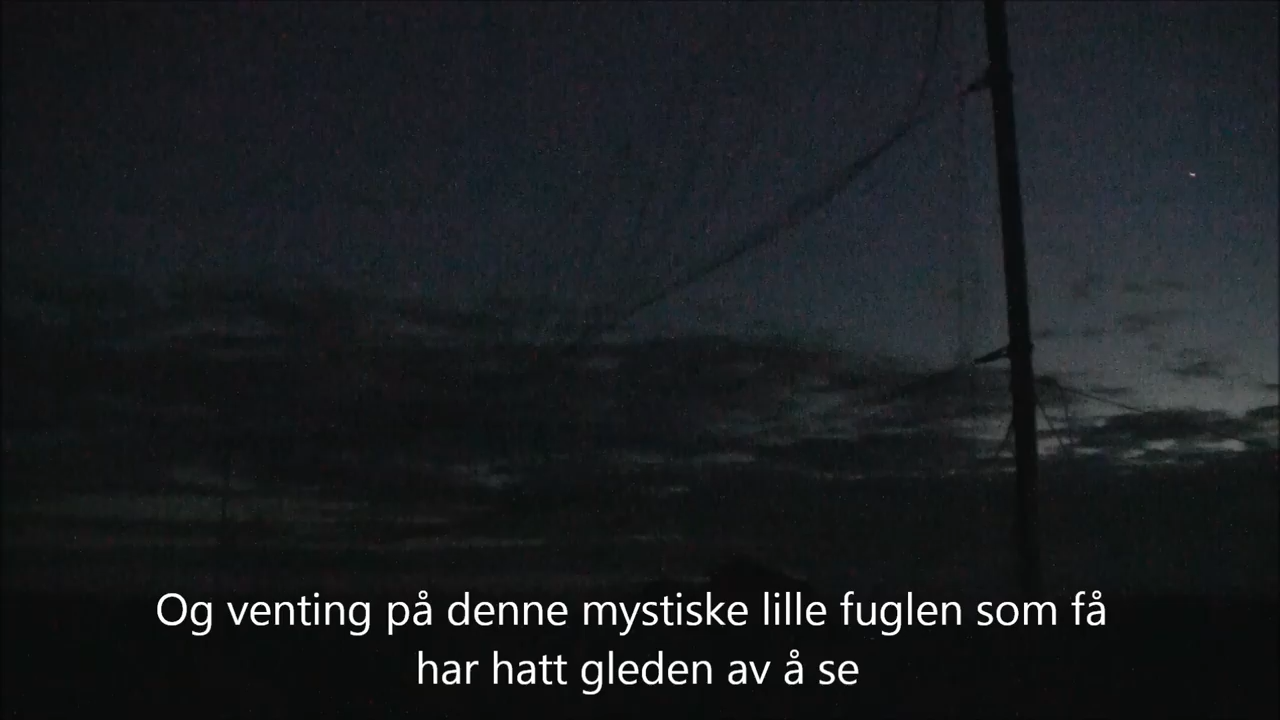 Og venting på denne mystiske lille fuglen som få
har hatt gleden av å se